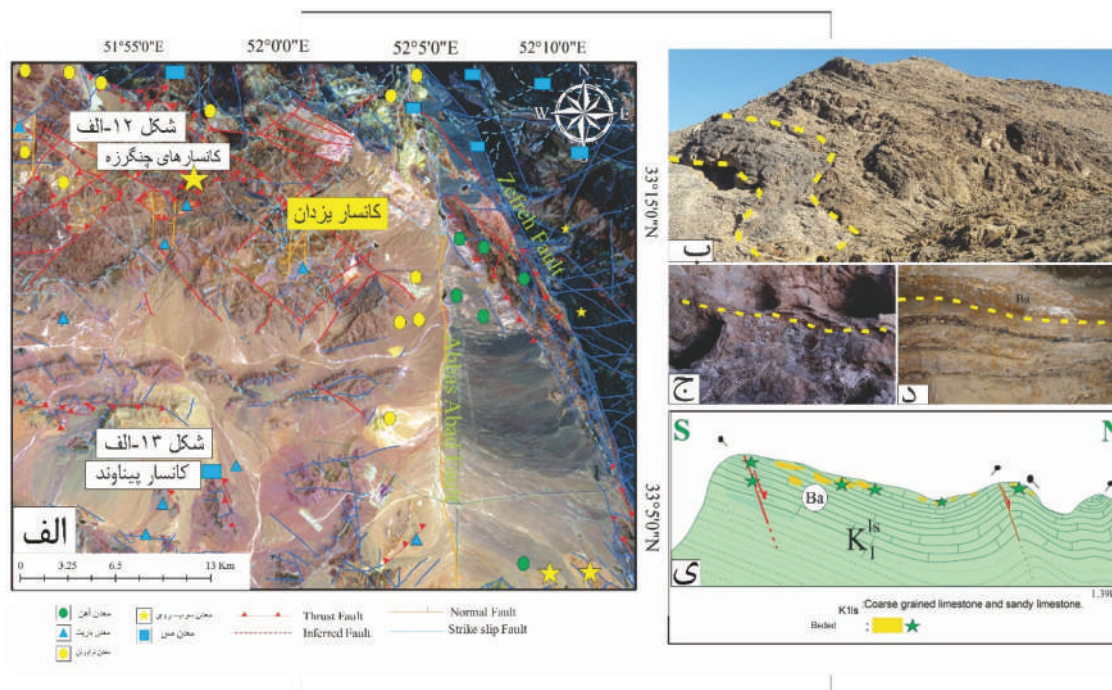 51°55'0"E
52°0'0"E
52°5'0"E
52°10'0"E
N
W
E
S
شکل ۱۲-الف
کانسارهای چنگرزه
کانسار یزدان
Zefreh Fault
Abbas Abad Fault
شکل ۱۳-الف
کانسار پیناوند
الف
0 3.25 6.5 13 Km
33°15'0"N
33°5'0"N
ب
ج
Ba
د
S
N
Ba
K₁ˡˢ
ی
K1ls :Coarse grained limestone and sandy limestone.
Beded :
معدن آهن
معدن سرب-روی
Thrust Fault
Normal Fault
معدن باریت
معدن مس
Inferred Fault
Strike slip Fault